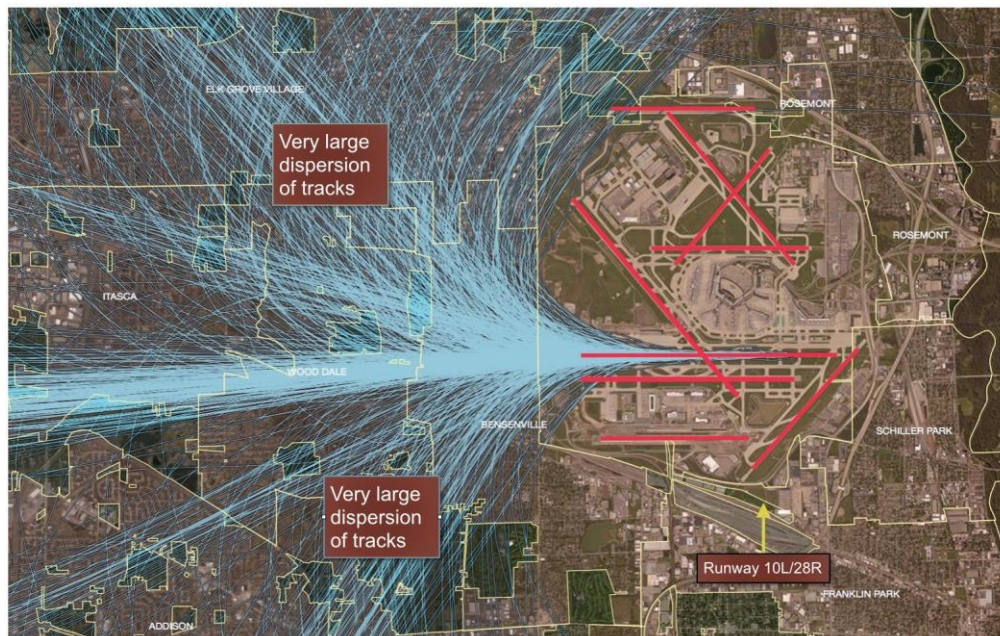 ROSEMONT
ELK GROVE VILLAGE
Very large
dispersion
of tracks
ROSEMONT
ITASCA
WOOD DALE
BENSENVILLE
SCHILLER PARK
Very large
dispersion
of tracks
Runway 10L/28R
FRANKLIN PARK
ADDISON